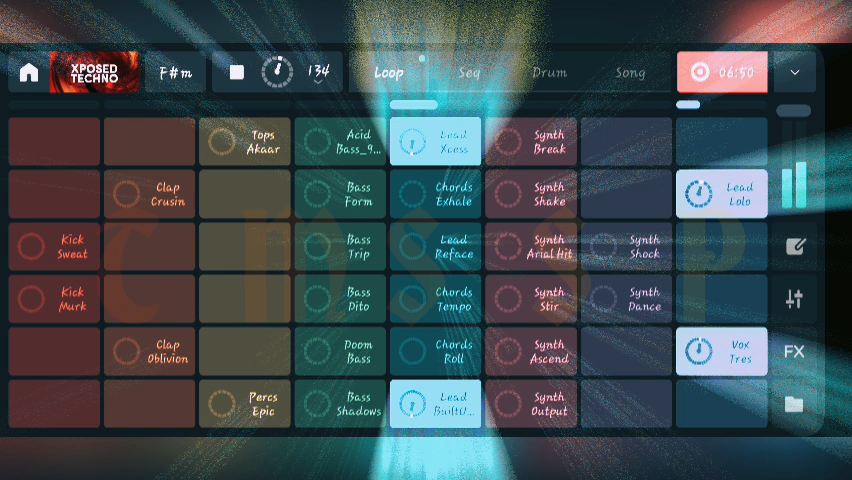 XPOSED
TECHNO
F#m
134
Loop
Seq
Drum
Song
06:50
Tops
Akaar
Acid
Bass_9...
Lead
Xcess
Synth
Break
Clap
Crusin
Bass
Form
Chords
Exhale
Synth
Shake
Lead
Lolo
Kick
Sweat
Bass
Trip
Lead
Reface
Synth
Arial Hit
Synth
Shock
Kick
Murk
Bass
Dito
Chords
Tempo
Synth
Stir
Synth
Dance
Clap
Oblivion
Doom
Bass
Chords
Roll
Synth
Ascend
Vox
Tres
FX
Percs
Epic
Bass
Shadows
Lead
BuiltU...
Synth
Output